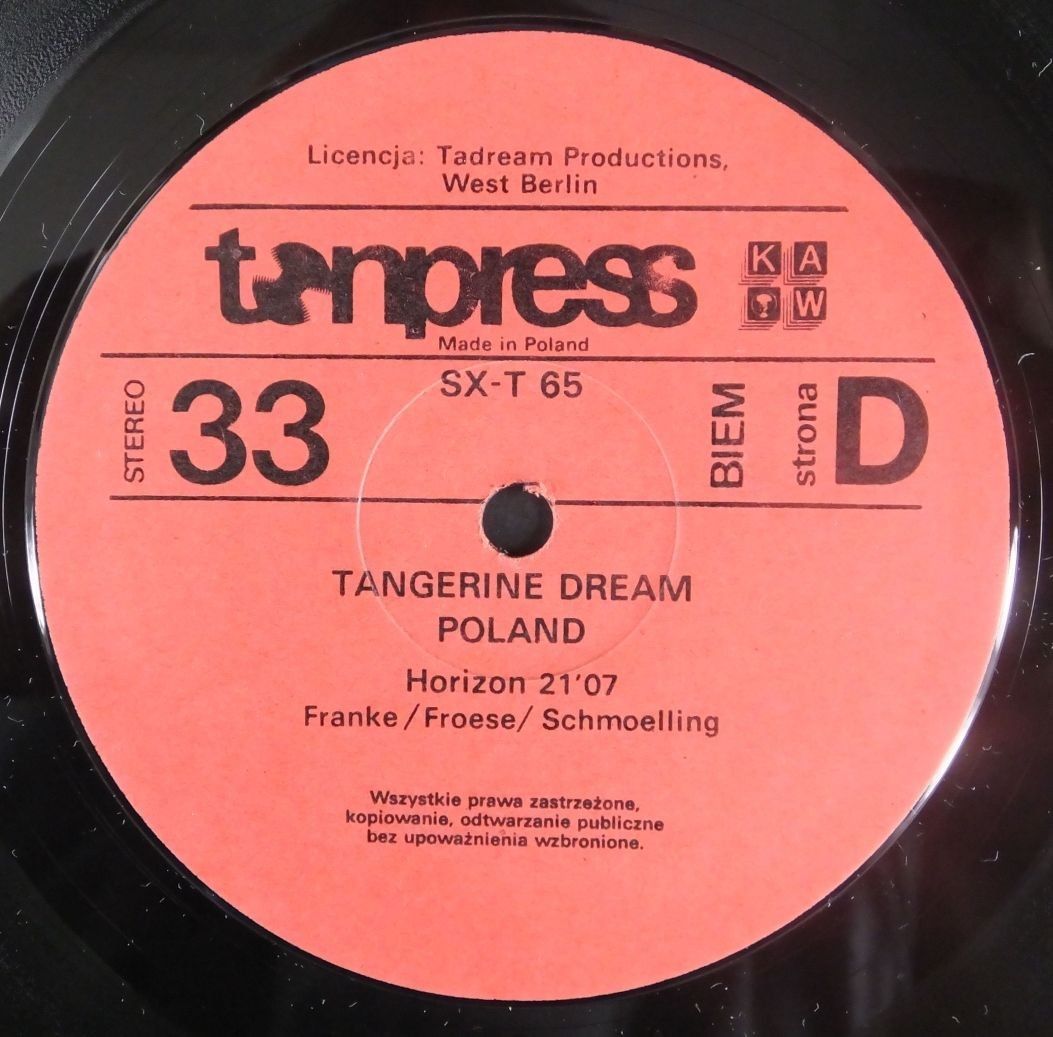 Licencja: Tadream Productions,
West Berlin
tonpress
KAW
Made in Poland
STEREO
33
SX-T 65
BIEM
strona
D
TANGERINE DREAM
POLAND
Horizon 21'07
Franke/Froese/ Schmoelling
Wszystkie prawa zastrzeżone,
kopiowanie, odtwarzanie publiczne
bez upoważnienia wzbronione.